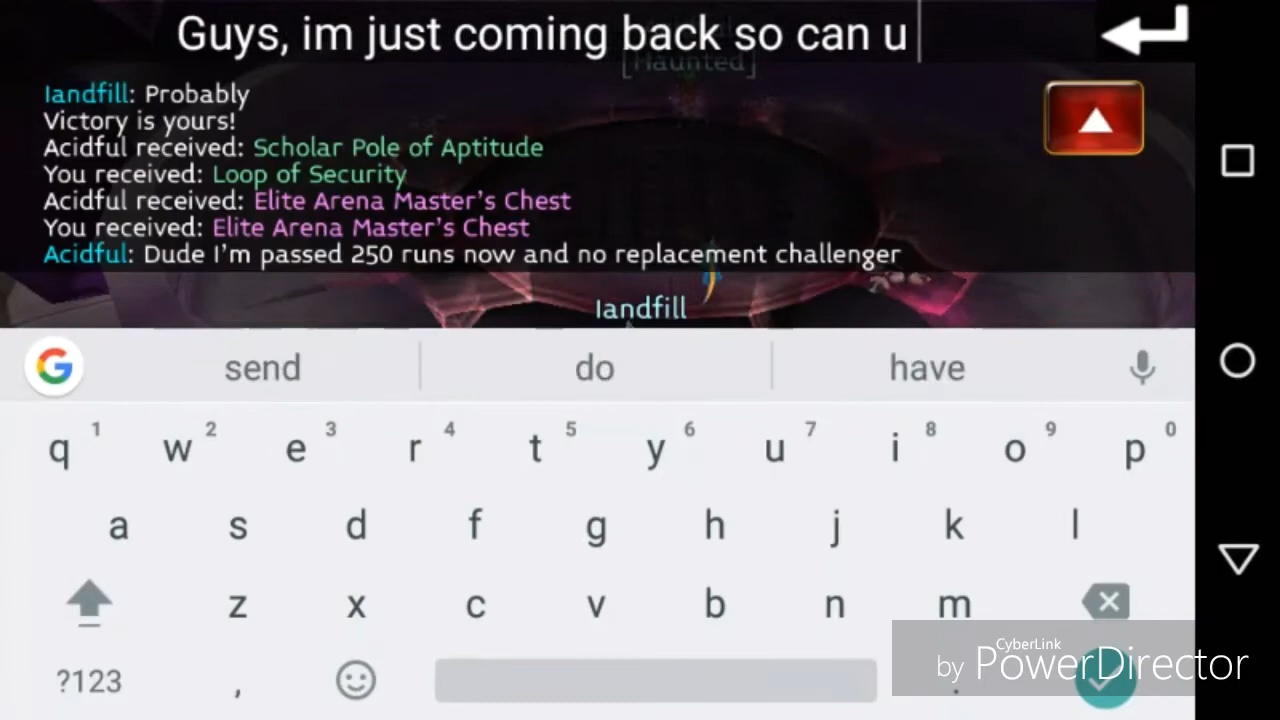 Guys, im just coming back so can u
[Haunted]
Iandfill: Probably
Victory is yours!
Acidful received: Scholar Pole of Aptitude
You received: Loop of Security
Acidful received: Elite Arena Master's Chest
You received: Elite Arena Master's Chest
Acidful: Dude I'm passed 250 runs now and no replacement challenger
Iandfill
G send do have
1 2 3 4 5 6 7 8 9 0
q w e r t y u i o p
a s d f g h j k l
z x c v b n m
?123 , .
CyberLink
by PowerDirector